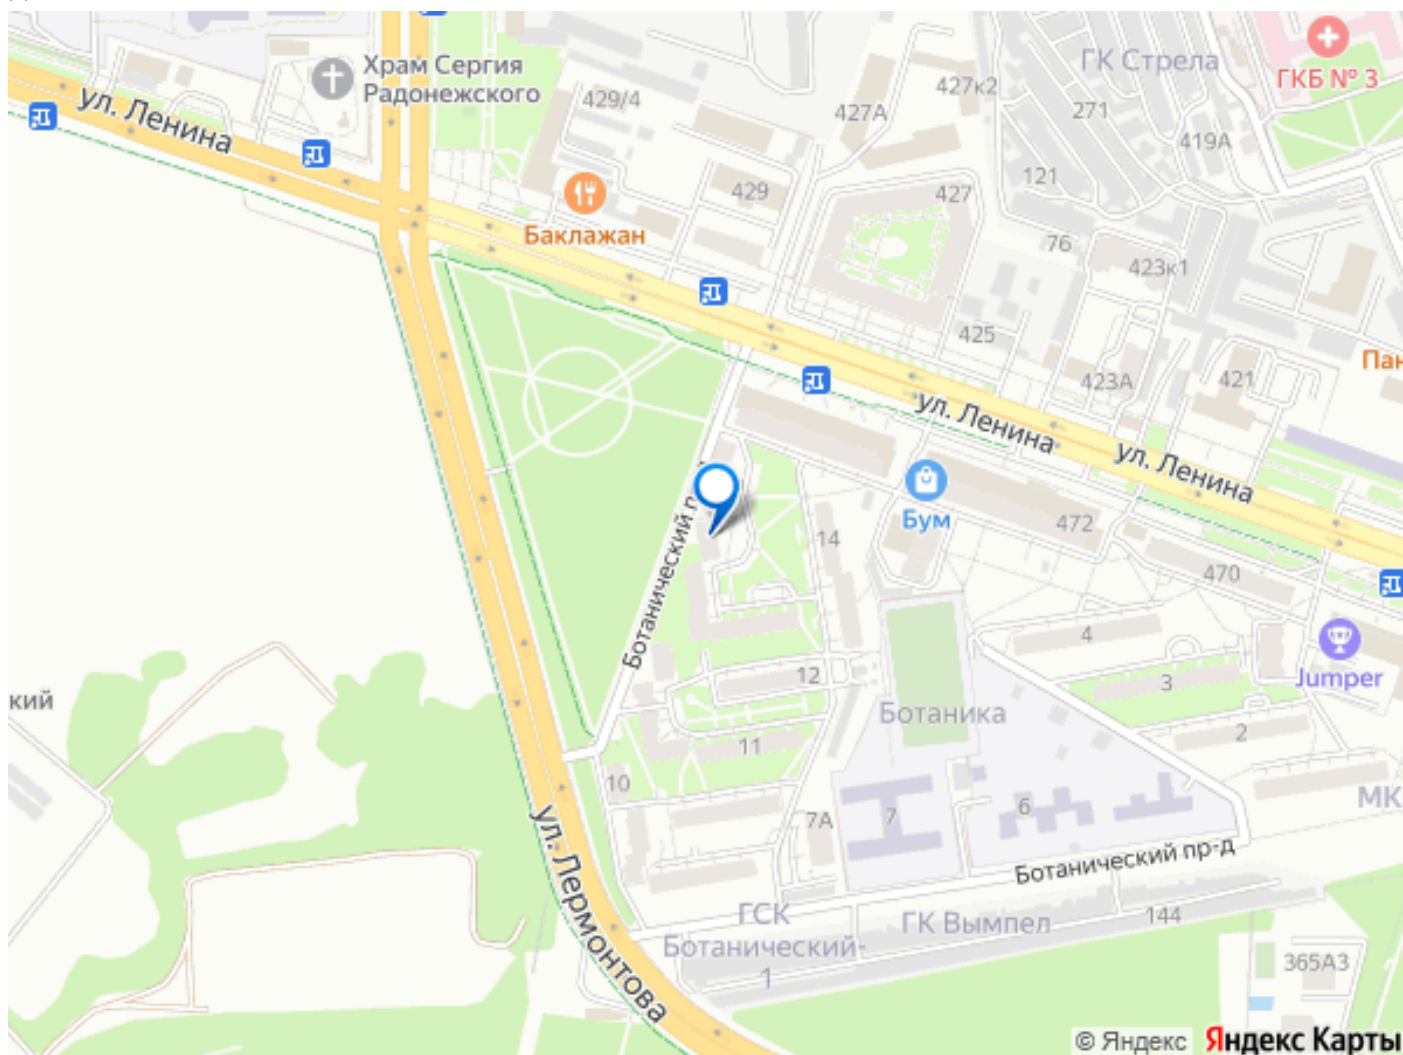 Храм Сергия
Радонежского
429/4
427А
427к2
ГК Стрела
ГКБ № 3
271
419А
ул. Ленина
429
427
121
Баклажан
76
423к1
425
423А
421
Пан
ул. Ленина
ул. Ленина
Ботанический п
14
Бум
472
470
4
Jumper
кий
12
3
Ботаника
11
2
10
7А
7
6
МК
ул. Лермонтова
Ботанический пр-д
ГСК
Ботанический-
1
ГК Вымпел
144
365А3
© Яндекс Яндекс Карты